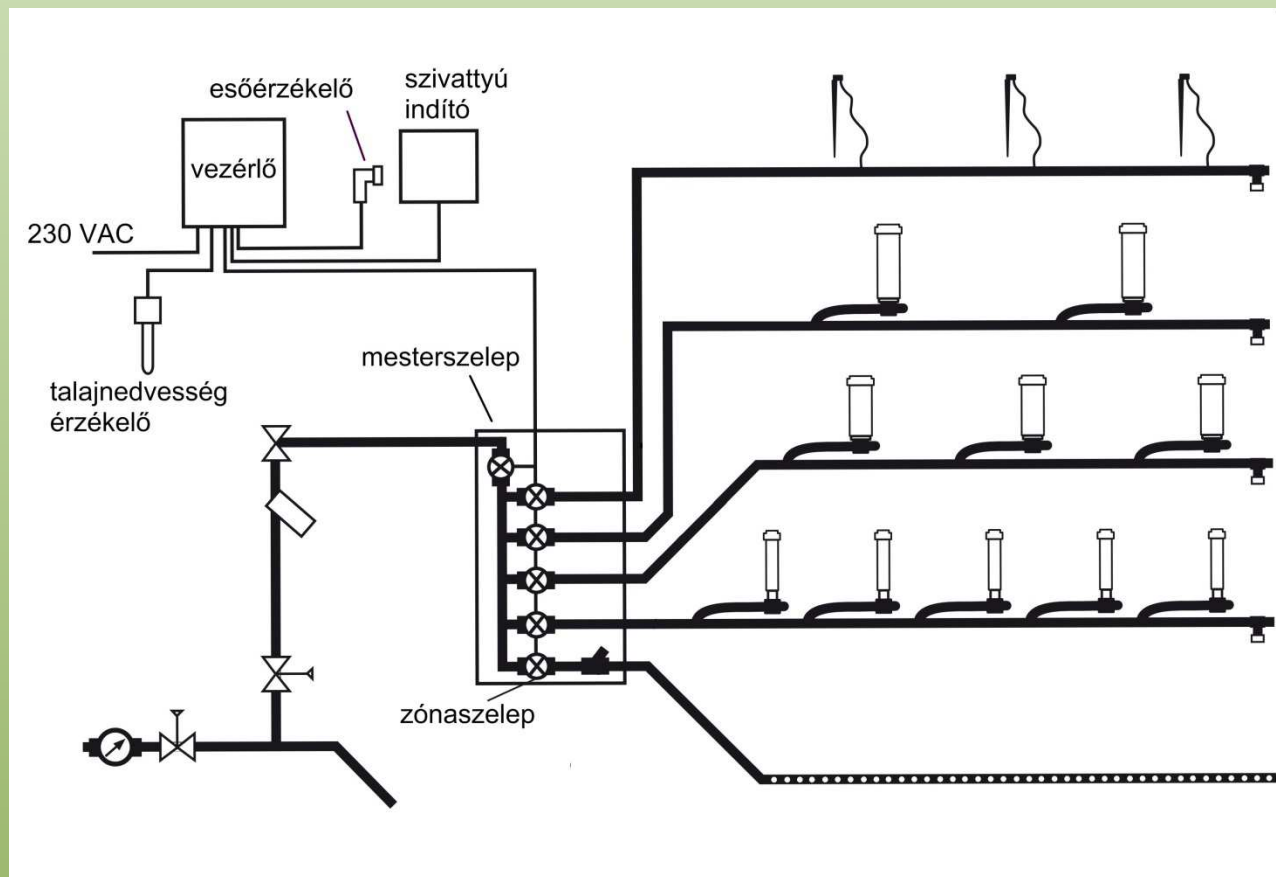 esőérzékelő
szivattyú
indító
vezérlő
230 VAC
talajnedvesség
érzékelő
mesterszelep
zónaszelep